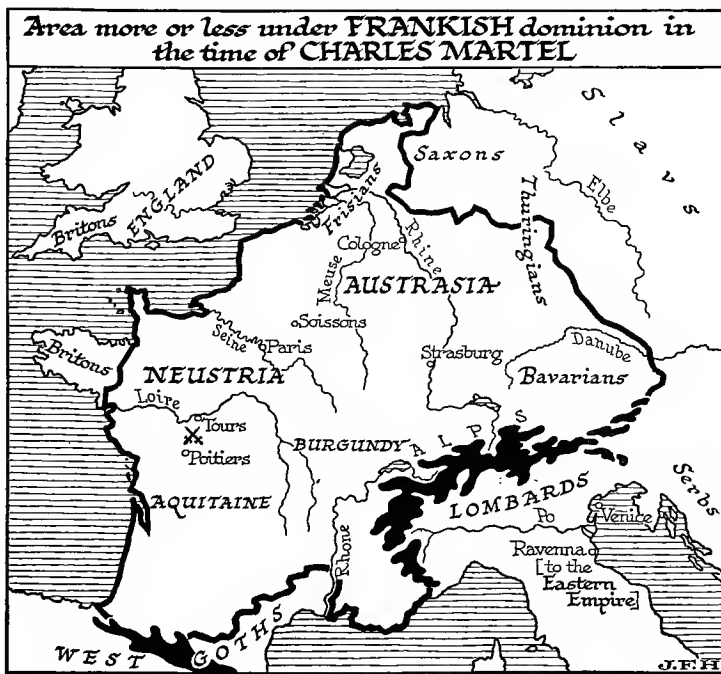 Area more or less under FRANKISH dominion in
the time of CHARLES MARTEL
Slavs
Saxons
ENGLAND
Britons
Frisians
Thuringians
Elbe
Cologne
Rhine
Meuse
AUSTRASIA
Soissons
Seine
Paris
Britons
Strasburg
Danube
NEUSTRIA
Bavarians
Loire
Tours
Poitiers
BURGUNDY
ALPS
AQUITAINE
LOMBARDS
Serbs
Po
Venice
Rhone
Ravenna
[to the
Eastern
Empire]
WEST GOTHS
J.F.H